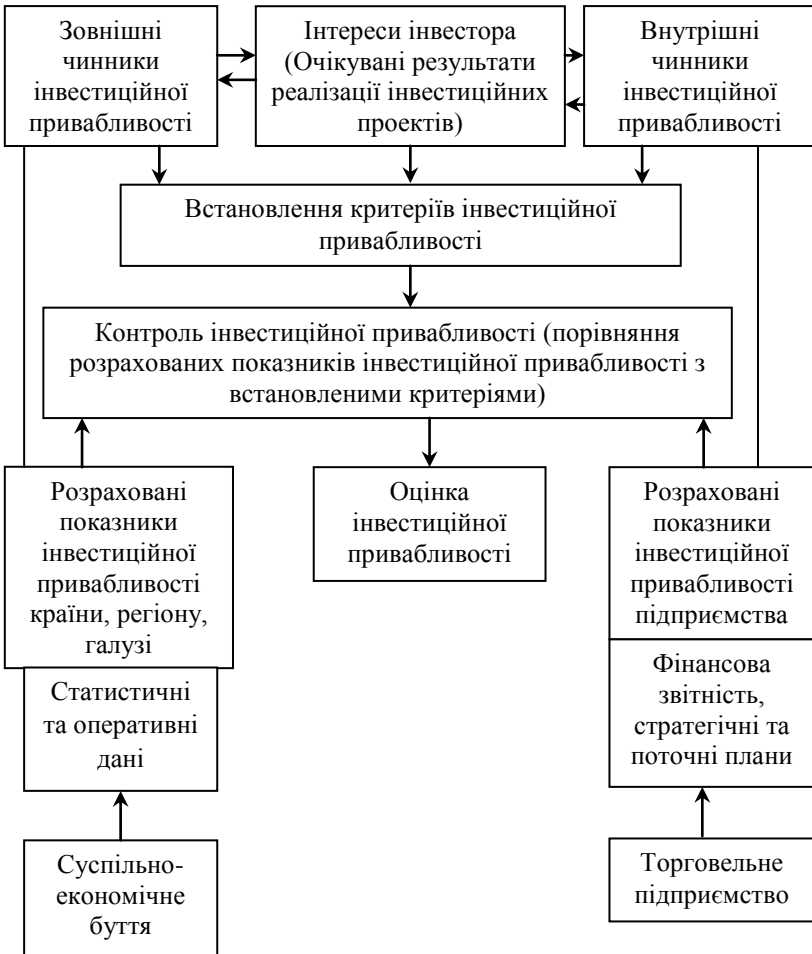 Зовнішні
чинники
інвестиційної
привабливості
Інтереси інвестора
(Очікувані результати
реалізації інвестиційних
проектів)
Внутрішні
чинники
інвестиційної
привабливості
Встановлення критеріїв інвестиційної
привабливості
Контроль інвестиційної привабливості (порівняння
розрахованих показників інвестиційної привабливості з
встановленими критеріями)
Розраховані
показники
інвестиційної
привабливості
країни, регіону,
галузі
Оцінка
інвестиційної
привабливості
Розраховані
показники
інвестиційної
привабливості
підприємства
Статистичні
та оперативні
дані
Фінансова
звітність,
стратегічні та
поточні плани
Суспільно-
економічне
буття
Торговельне
підприємство